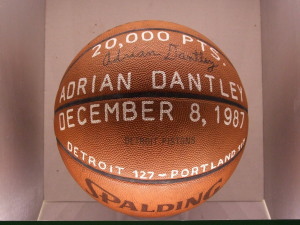 20,000 PTS.
Adrian Dantley
ADRIAN DANTLEY
DECEMBER 8, 1987
DETROIT PISTONS
DETROIT 127 - PORTLAND
SPALDING